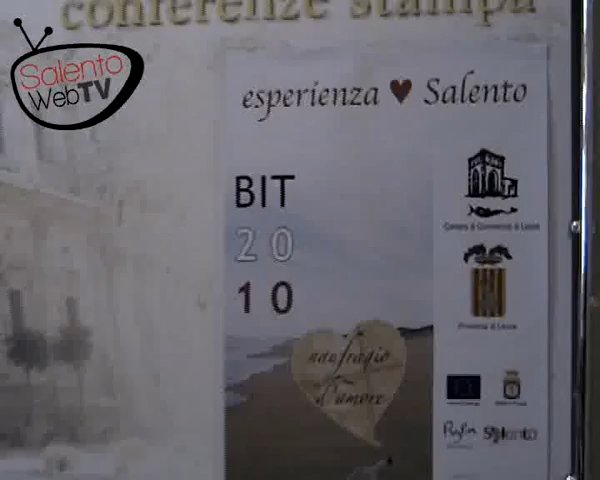 conferenze stampa
Salento
WebTV
esperienza Salento
BIT
20
10
Camera di Commercio di Lecce
Provincia di Lecce
naufragio
d'amore
Puglia Salento